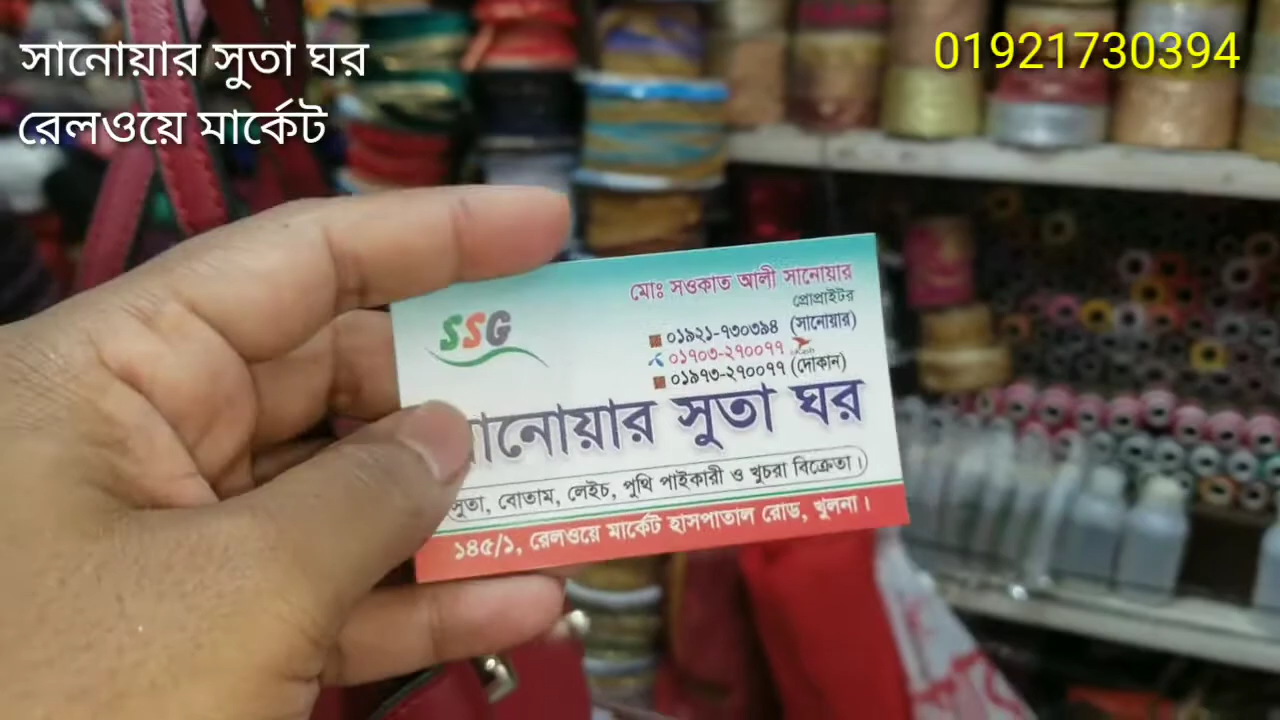 সানোয়ার সুতা ঘর
রেলওয়ে মার্কেট
01921730394
SSG
মোঃ সওকাত আলী সানোয়ার
প্রোপ্রাইটর
০১৯২১-৭৩০৩৯৪ (সানোয়ার)
০১৭০৩-২৭০০৭৭
০১৯৭৩-২৭০০৭৭ (দোকান)
সুতা ঘর
সুতা, বোতাম, লেইচ, পুথি পাইকারী ও খুচরা বিক্রেতা।
১৪৫/১, রেলওয়ে মার্কেট হাসপাতাল রোড, খুলনা।